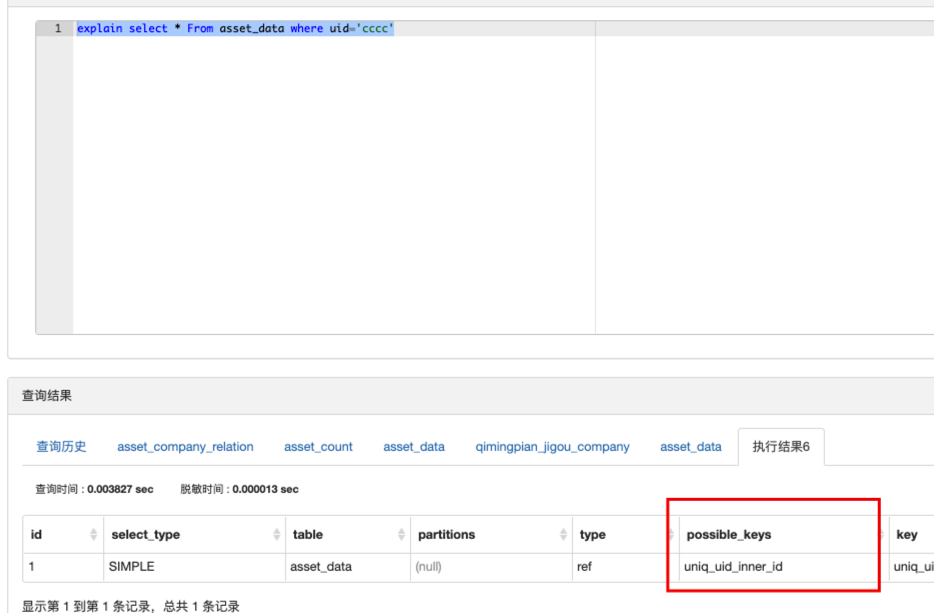 1 explain select * From asset_data where uid='cccc'
查询结果
查询历史 asset_company_relation asset_count asset_data qimingpian_jigou_company asset_data 执行结果6
查询时间 : 0.003827 sec 脱敏时间 : 0.000013 sec
id select_type table partitions type possible_keys key
1 SIMPLE asset_data (null) ref uniq_uid_inner_id uniq_ui
显示第 1 到第 1 条记录，总共 1 条记录